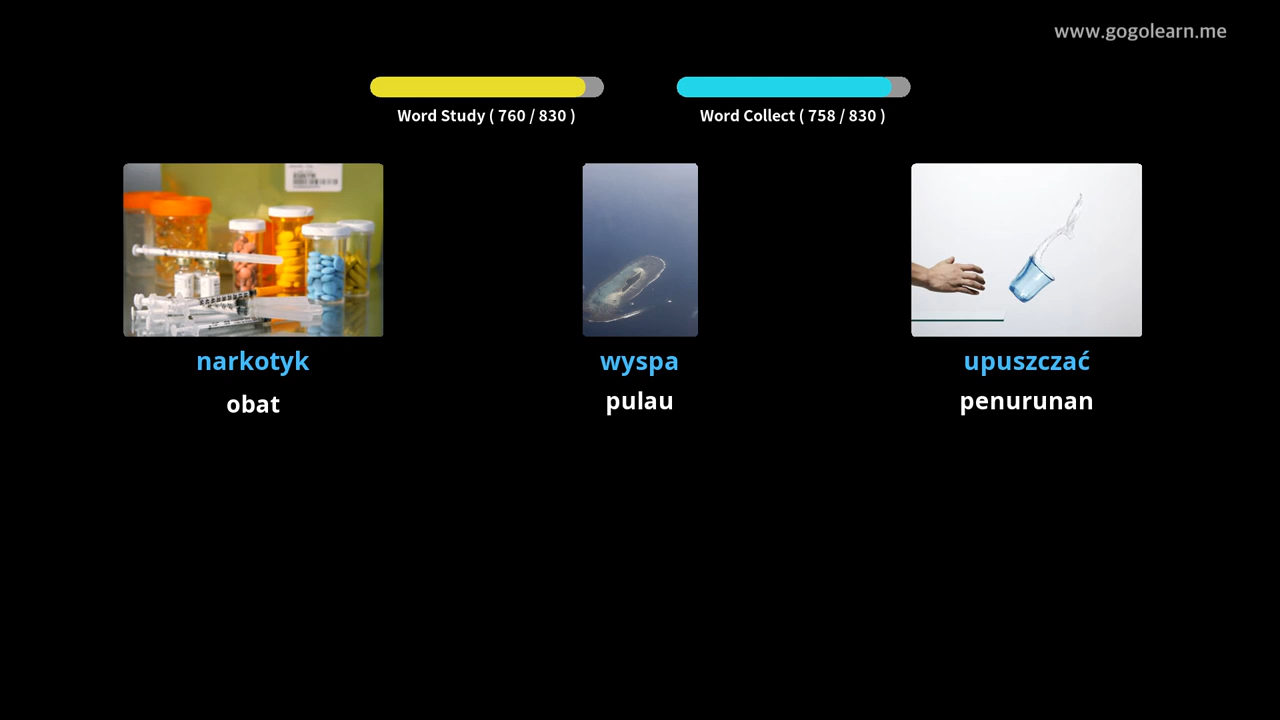 www.gogolearn.me
Word Study ( 760 / 830 )
Word Collect ( 758 / 830 )
narkotyk
wyspa
upuszczać
obat
pulau
penurunan